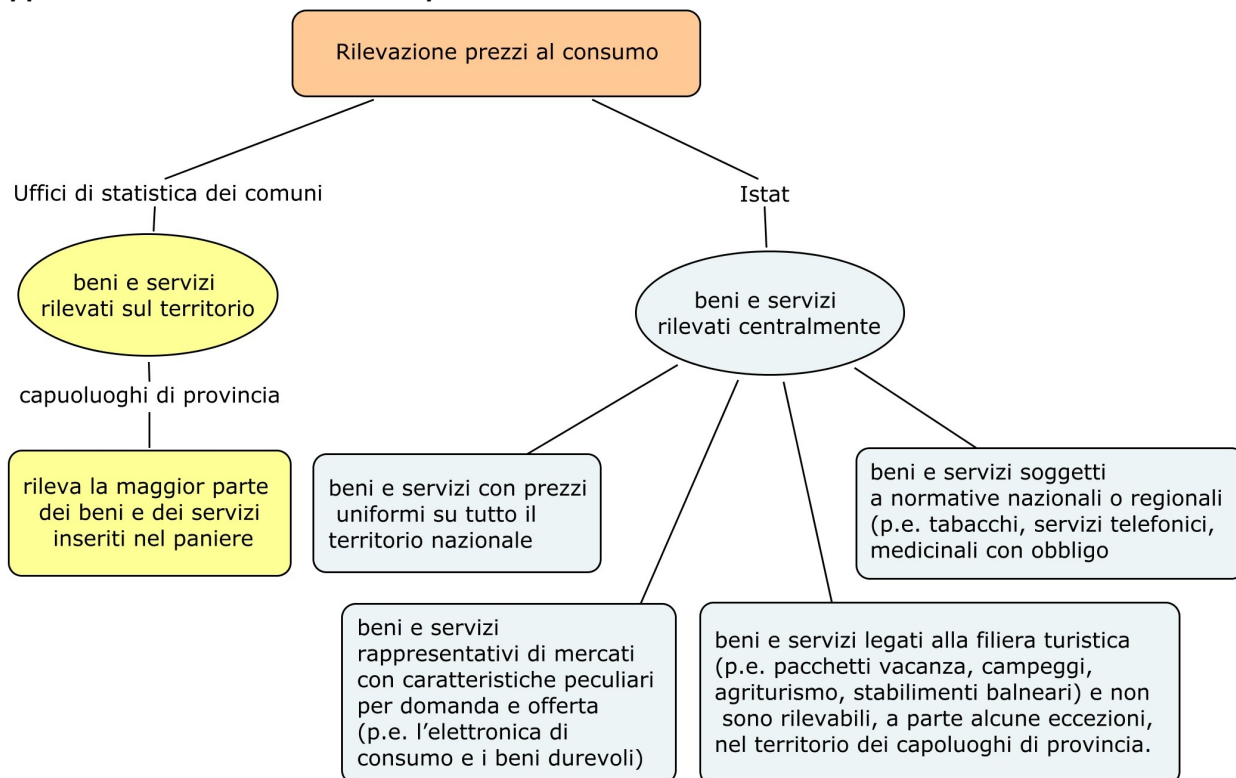 Rilevazione prezzi al consumo
Uffici di statistica dei comuni
Istat
beni e servizi
rilevati sul territorio
beni e servizi
rilevati centralmente
capuoluoghi di provincia
rileva la maggior parte
dei beni e dei servizi
inseriti nel paniere
beni e servizi con prezzi
uniformi su tutto il
territorio nazionale
beni e servizi soggetti
a normative nazionali o regionali
(p.e. tabacchi, servizi telefonici,
medicinali con obbligo
beni e servizi
rappresentativi di mercati
con caratteristiche peculiari
per domanda e offerta
(p.e. l'elettronica di
consumo e i beni durevoli)
beni e servizi legati alla filiera turistica
(p.e. pacchetti vacanza, campeggi,
agriturismo, stabilimenti balneari) e non
sono rilevabili, a parte alcune eccezioni,
nel territorio dei capoluoghi di provincia.